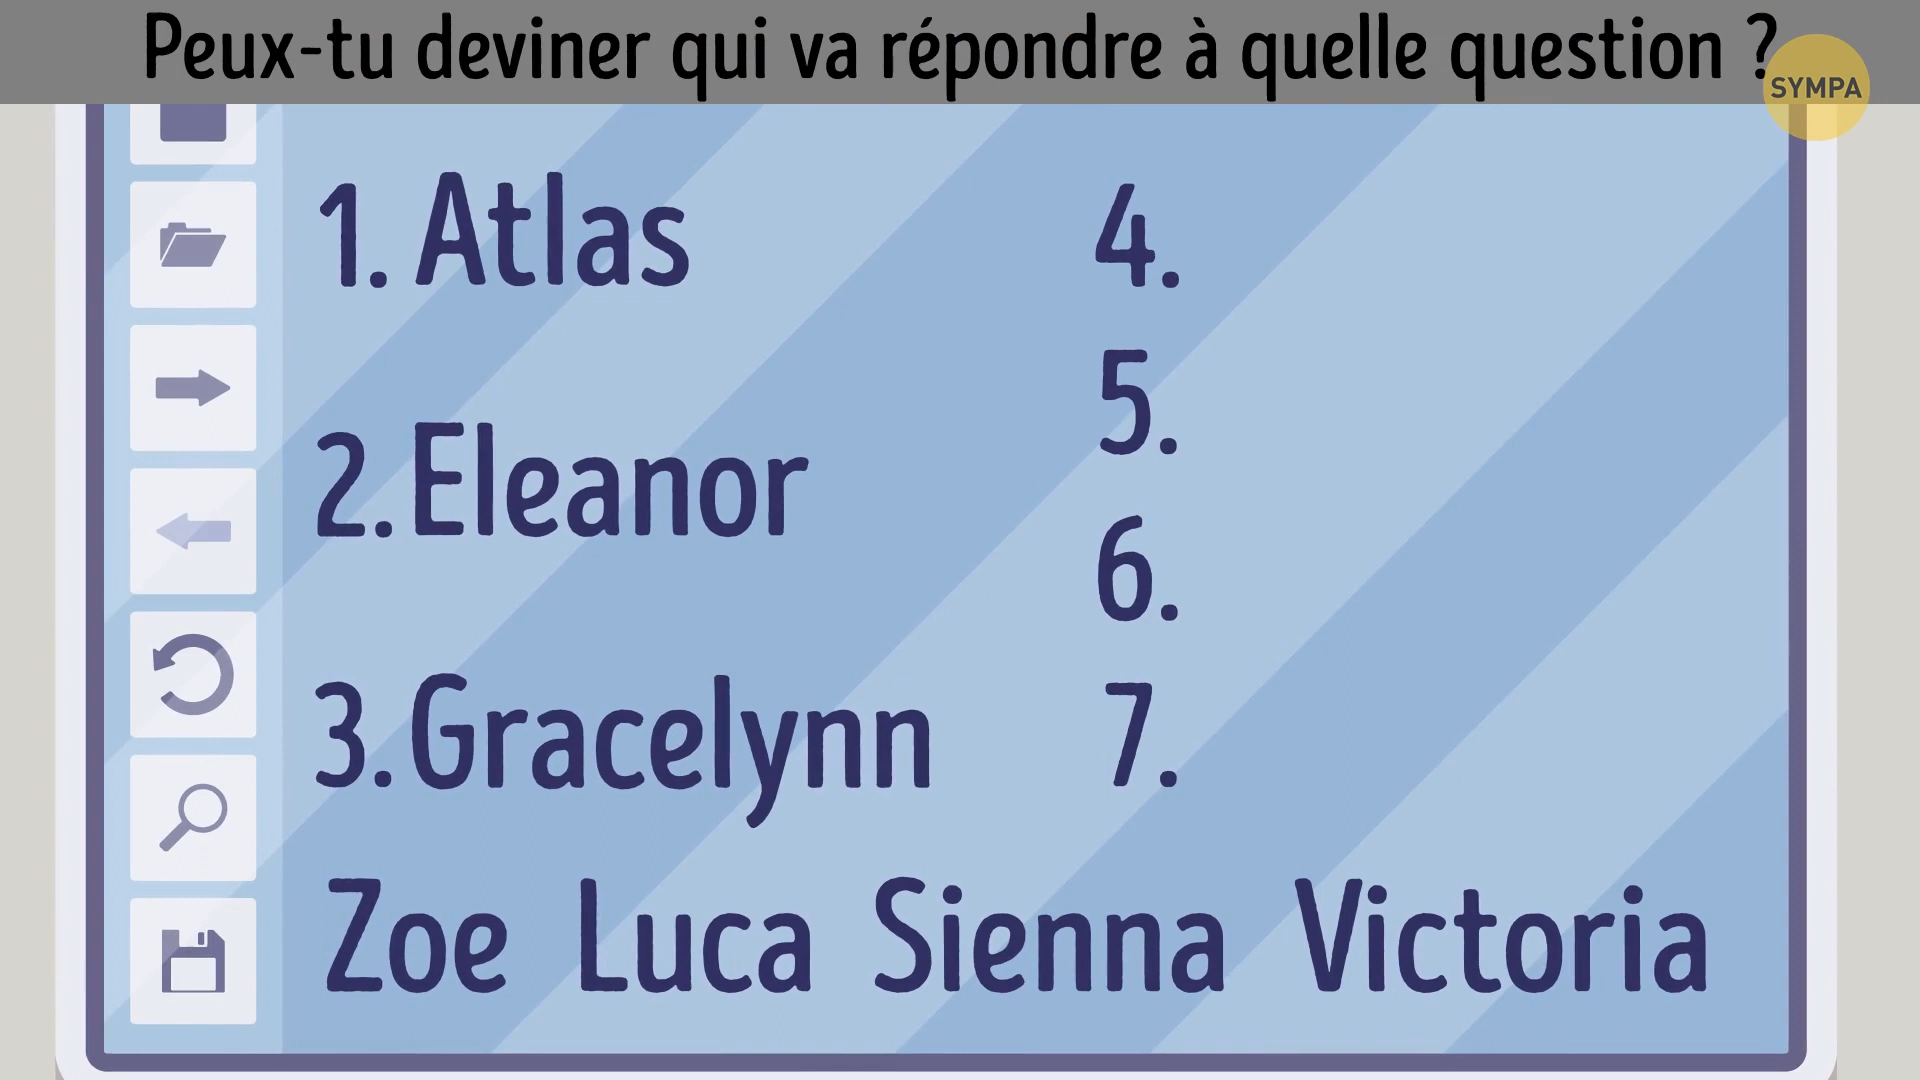 Peux-tu deviner qui va répondre à quelle question ?
SYMPA
1. Atlas
2. Eleanor
3. Gracelynn
4.
5.
6.
7.
Zoe Luca Sienna Victoria